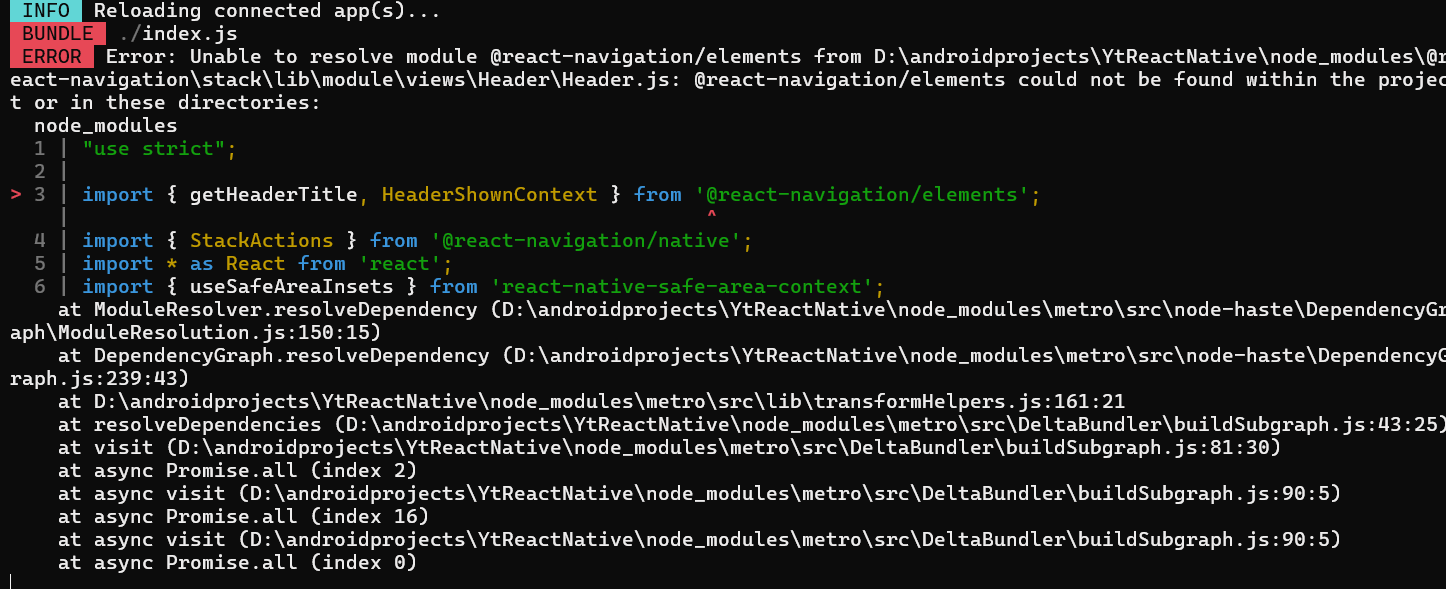 INFO Reloading connected app(s)...
BUNDLE ./index.js
ERROR Error: Unable to resolve module @react-navigation/elements from D:\androidprojects\YtReactNative\node_modules\@r
eact-navigation\stack\lib\module\views\Header\Header.js: @react-navigation/elements could not be found within the projec
t or in these directories:
node_modules
1 | "use strict";
2 |
> 3 | import { getHeaderTitle, HeaderShownContext } from '@react-navigation/elements';
| ^
4 | import { StackActions } from '@react-navigation/native';
5 | import * as React from 'react';
6 | import { useSafeAreaInsets } from 'react-native-safe-area-context';
at ModuleResolver.resolveDependency (D:\androidprojects\YtReactNative\node_modules\metro\src\node-haste\DependencyGr
aph\ModuleResolution.js:150:15)
at DependencyGraph.resolveDependency (D:\androidprojects\YtReactNative\node_modules\metro\src\node-haste\DependencyG
raph.js:239:43)
at D:\androidprojects\YtReactNative\node_modules\metro\src\lib\transformHelpers.js:161:21
at resolveDependencies (D:\androidprojects\YtReactNative\node_modules\metro\src\DeltaBundler\buildSubgraph.js:43:25)
at visit (D:\androidprojects\YtReactNative\node_modules\metro\src\DeltaBundler\buildSubgraph.js:81:30)
at async Promise.all (index 2)
at async visit (D:\androidprojects\YtReactNative\node_modules\metro\src\DeltaBundler\buildSubgraph.js:90:5)
at async Promise.all (index 16)
at async visit (D:\androidprojects\YtReactNative\node_modules\metro\src\DeltaBundler\buildSubgraph.js:90:5)
at async Promise.all (index 0)